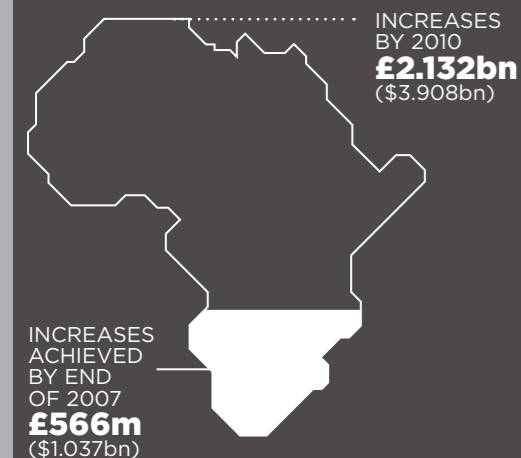 INCREASES
BY 2010
£2.132bn
($3.908bn)
INCREASES
ACHIEVED
BY END
OF 2007
£566m
($1.037bn)